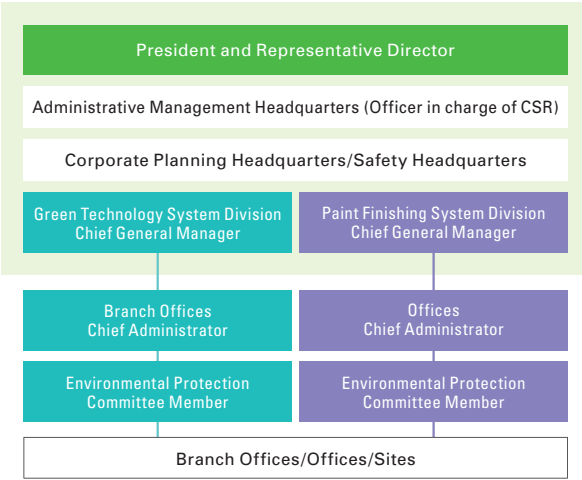 President and Representative Director
Administrative Management Headquarters (Officer in charge of CSR)
Corporate Planning Headquarters/Safety Headquarters
Green Technology System Division
Chief General Manager
Paint Finishing System Division
Chief General Manager
Branch Offices
Chief Administrator
Offices
Chief Administrator
Environmental Protection
Committee Member
Environmental Protection
Committee Member
Branch Offices/Offices/Sites